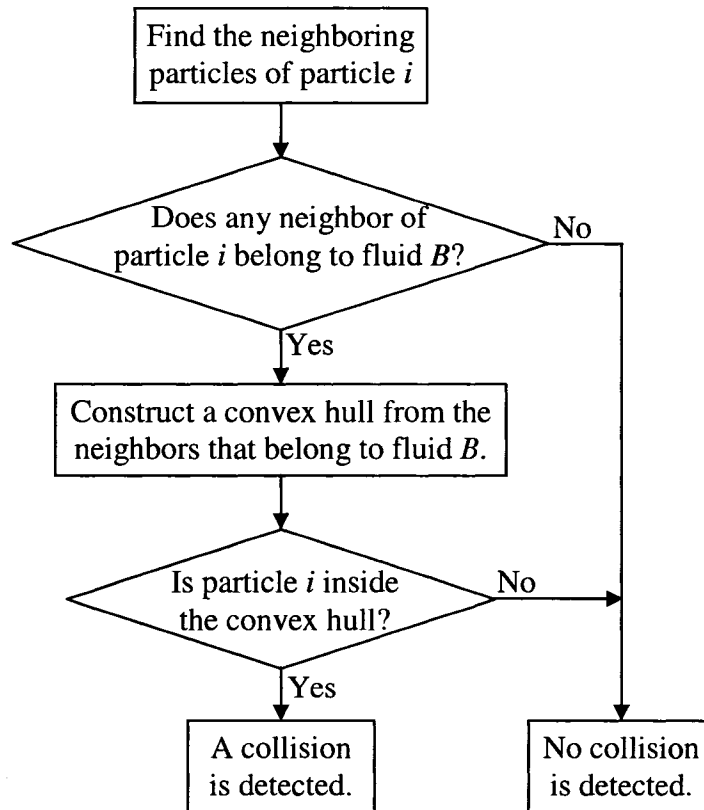 Find the neighboring
particles of particle i
Does any neighbor of
particle i belong to fluid B?
No
Yes
Construct a convex hull from the
neighbors that belong to fluid B.
Is particle i inside
the convex hull?
No
Yes
A collision
is detected.
No collision
is detected.